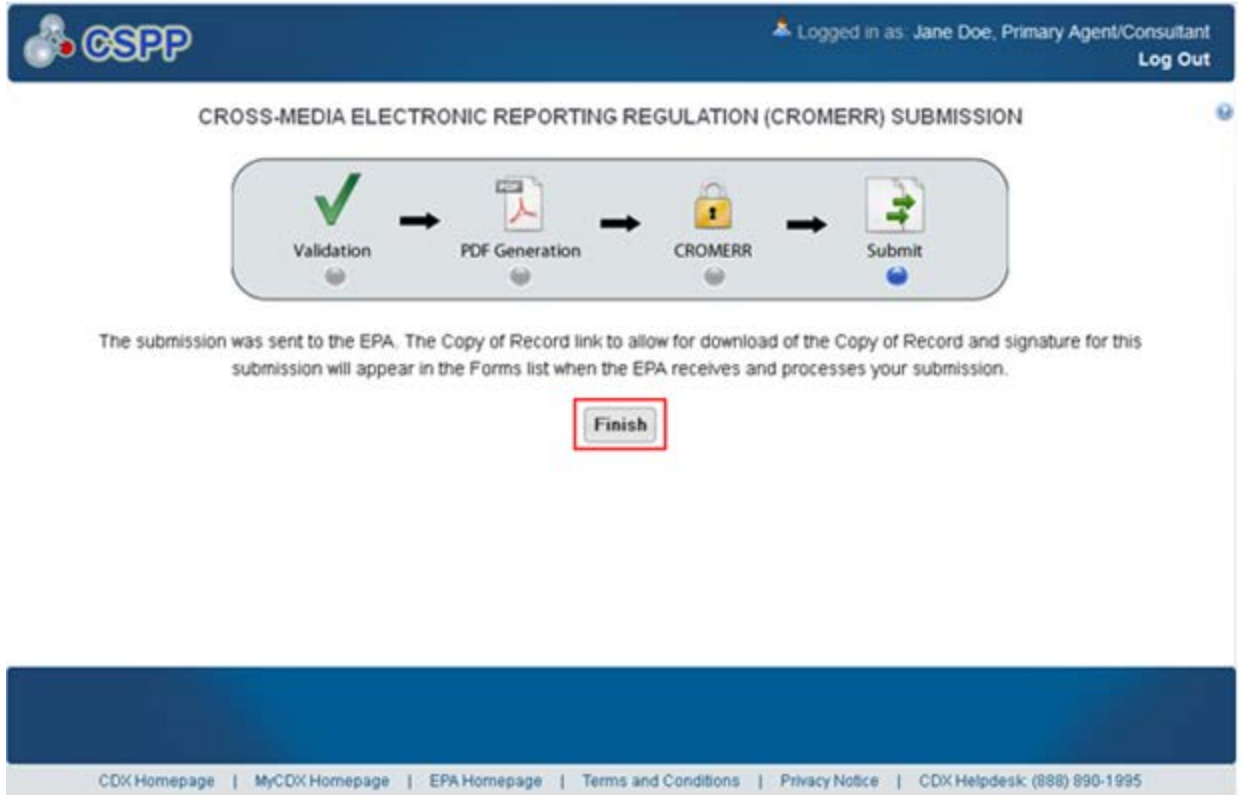 CSPP
Logged in as: Jane Doe, Primary Agent/Consultant
Log Out
CROSS-MEDIA ELECTRONIC REPORTING REGULATION (CROMERR) SUBMISSION
PDF
Validation
PDF Generation
CROMERR
Submit
The submission was sent to the EPA. The Copy of Record link to allow for download of the Copy of Record and signature for this
submission will appear in the Forms list when the EPA receives and processes your submission.
Finish
CDX Homepage | MyCDX Homepage | EPA Homepage | Terms and Conditions | Privacy Notice | CDX Helpdesk: (888) 890-1995